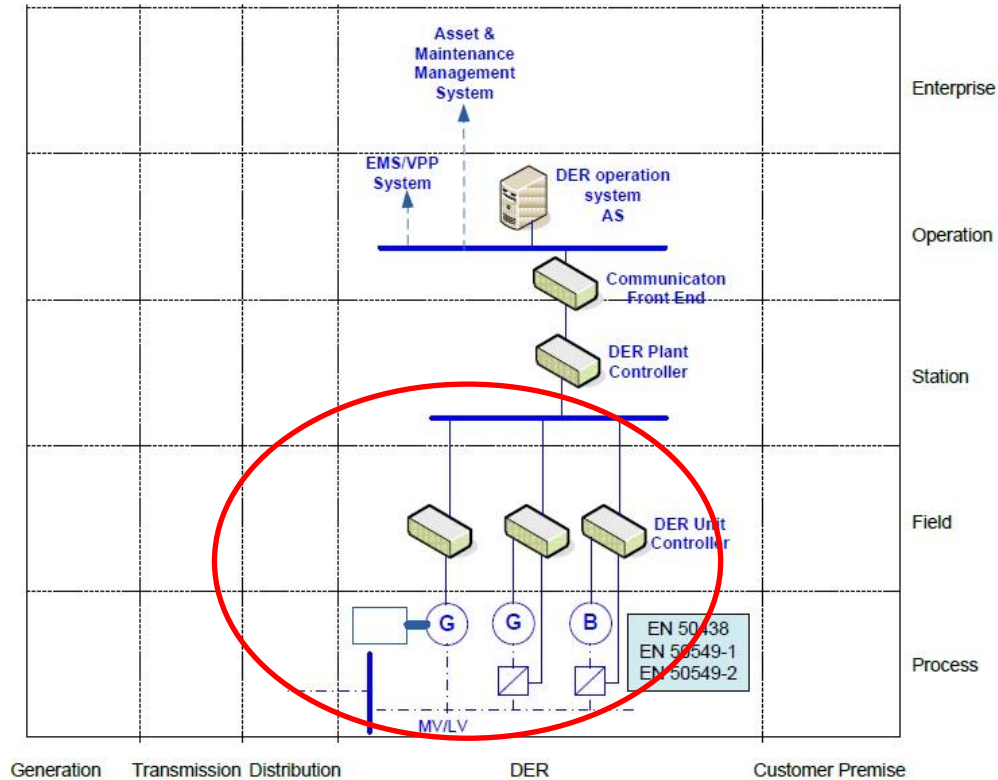 Asset &
Maintenance
Management
System
Enterprise
EMS/VPP
System
DER operation
system
AS
Operation
Communicaton
Front End
DER Plant
Controller
Station
DER Unit
Controller
Field
G
G
B
EN 50438
EN 50549-1
EN 50549-2
Process
MV/LV
Generation
Transmission
Distribution
DER
Customer Premise